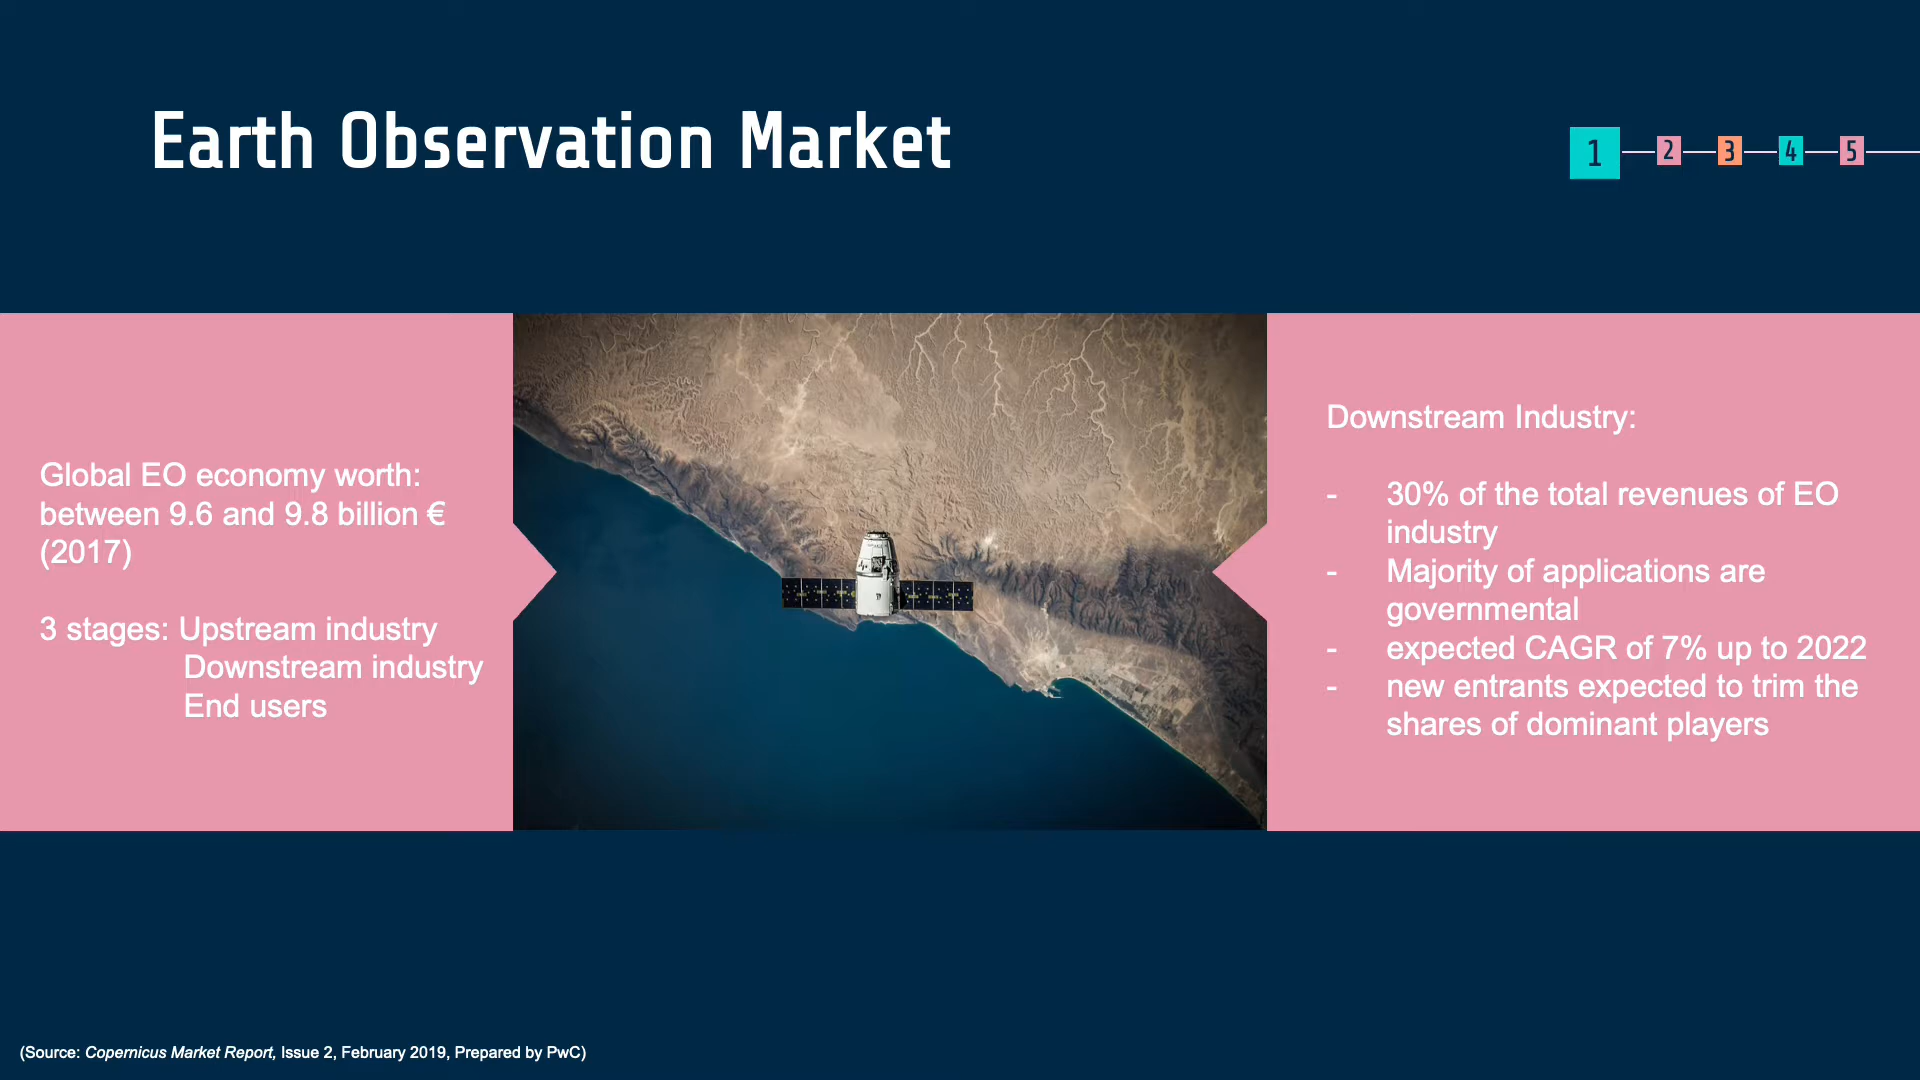 Earth Observation Market
1 2 3 4 5
Global EO economy worth:
between 9.6 and 9.8 billion €
(2017)
3 stages: Upstream industry
Downstream industry
End users
Downstream Industry:
- 30% of the total revenues of EO
industry
- Majority of applications are
governmental
- expected CAGR of 7% up to 2022
- new entrants expected to trim the
shares of dominant players
(Source: Copernicus Market Report, Issue 2, February 2019, Prepared by PwC)